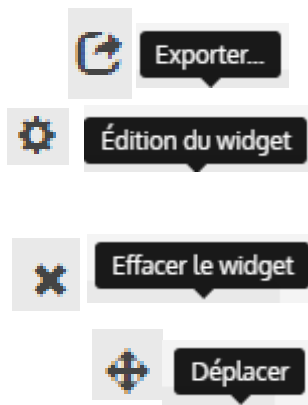 Exporter...
Édition du widget
Effacer le widget
Déplacer